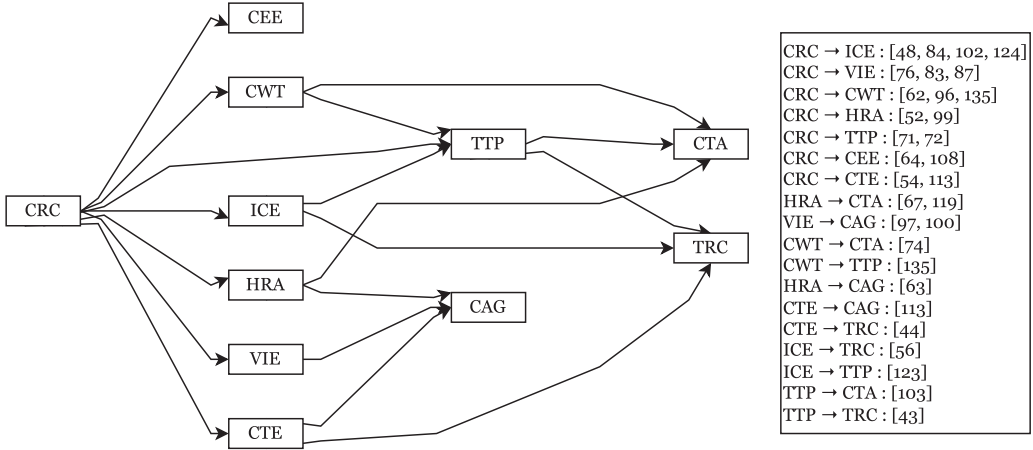 CEE
CWT
TTP
CTA
CRC
ICE
TRC
HRA
CAG
VIE
CTE
CRC → ICE : [48, 84, 102, 124]
CRC → VIE : [76, 83, 87]
CRC → CWT : [62, 96, 135]
CRC → HRA : [52, 99]
CRC → TTP : [71, 72]
CRC → CEE : [64, 108]
CRC → CTE : [54, 113]
HRA → CTA : [67, 119]
VIE → CAG : [97, 100]
CWT → CTA : [74]
CWT → TTP : [135]
HRA → CAG : [63]
CTE → CAG : [113]
CTE → TRC : [44]
ICE → TRC : [56]
ICE → TTP : [123]
TTP → CTA : [103]
TTP → TRC : [43]